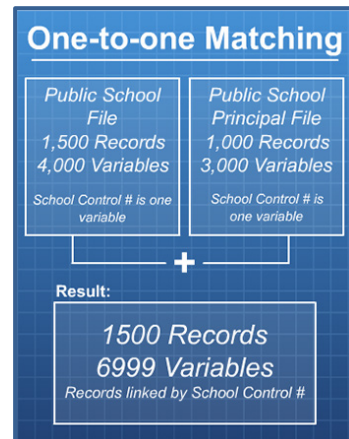 One-to-one Matching
Public School
File
1,500 Records
4,000 Variables
School Control # is one
variable
Public School
Principal File
1,000 Records
3,000 Variables
School Control # is
one variable
+
Result:
1500 Records
6999 Variables
Records linked by School Control #